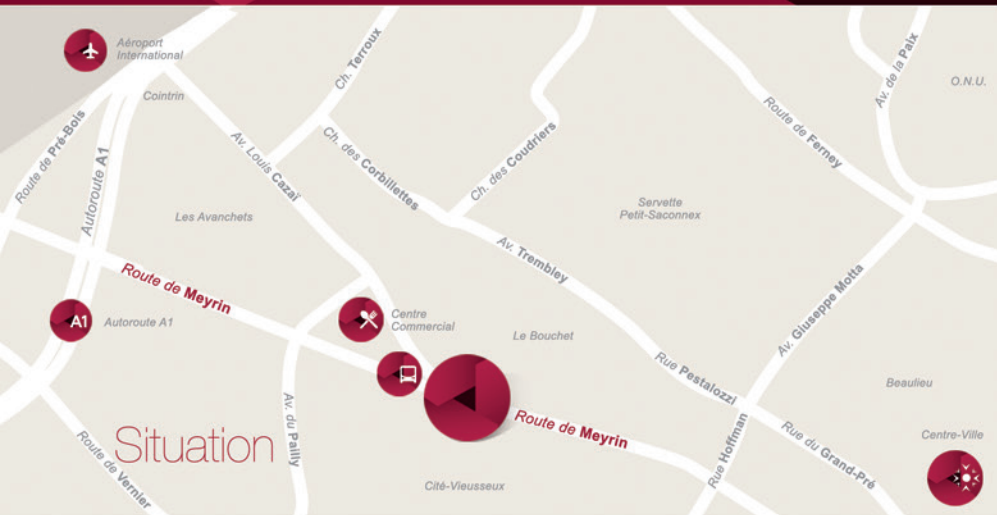 Aéroport
International
Cointrin
Route de Pré-Bois
Autoroute A1
Av. Louis Cazaï
Ch. Terroux
Ch. des Corbillettes
Ch. des Coudriers
Route de Ferney
Av. de la Paix
O.N.U.
Les Avanchets
Servette
Petit-Saconnex
Av. Trembley
Route de Meyrin
A1
Autoroute A1
Centre
Commercial
Le Bouchet
Av. Giuseppe Motta
Rue Pestalozzi
Beaulieu
Route de Meyrin
Av. du Pailly
Situation
Route de Vernier
Cité-Vieusseux
Rue Hoffman
Rue du Grand-Pré
Centre-Ville